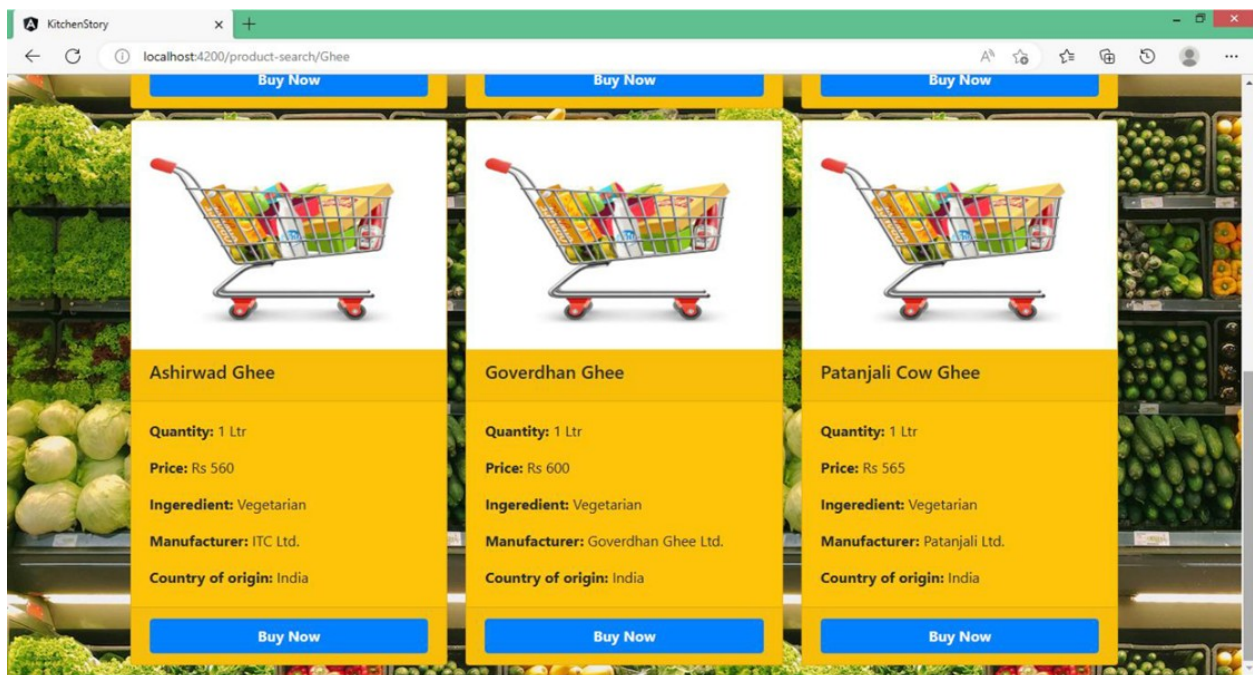 KitchenStory
localhost:4200/product-search/Ghee
Buy Now Buy Now Buy Now
Ashirwad Ghee
Quantity: 1 Ltr
Price: Rs 560
Ingeredient: Vegetarian
Manufacturer: ITC Ltd.
Country of origin: India
Buy Now
Goverdhan Ghee
Quantity: 1 Ltr
Price: Rs 600
Ingeredient: Vegetarian
Manufacturer: Goverdhan Ghee Ltd.
Country of origin: India
Buy Now
Patanjali Cow Ghee
Quantity: 1 Ltr
Price: Rs 565
Ingeredient: Vegetarian
Manufacturer: Patanjali Ltd.
Country of origin: India
Buy Now